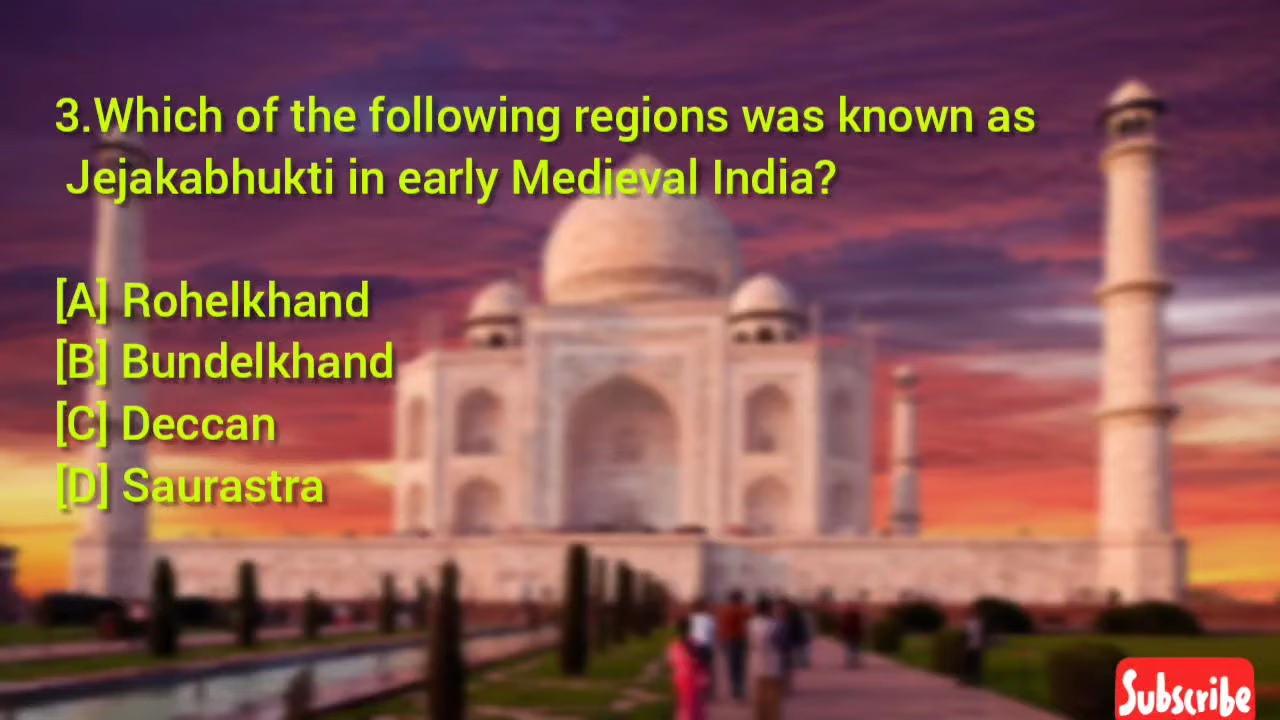 3.Which of the following regions was known as
Jejakabhukti in early Medieval India?
[A] Rohelkhand
[B] Bundelkhand
[C] Deccan
[D] Saurastra
Subscribe